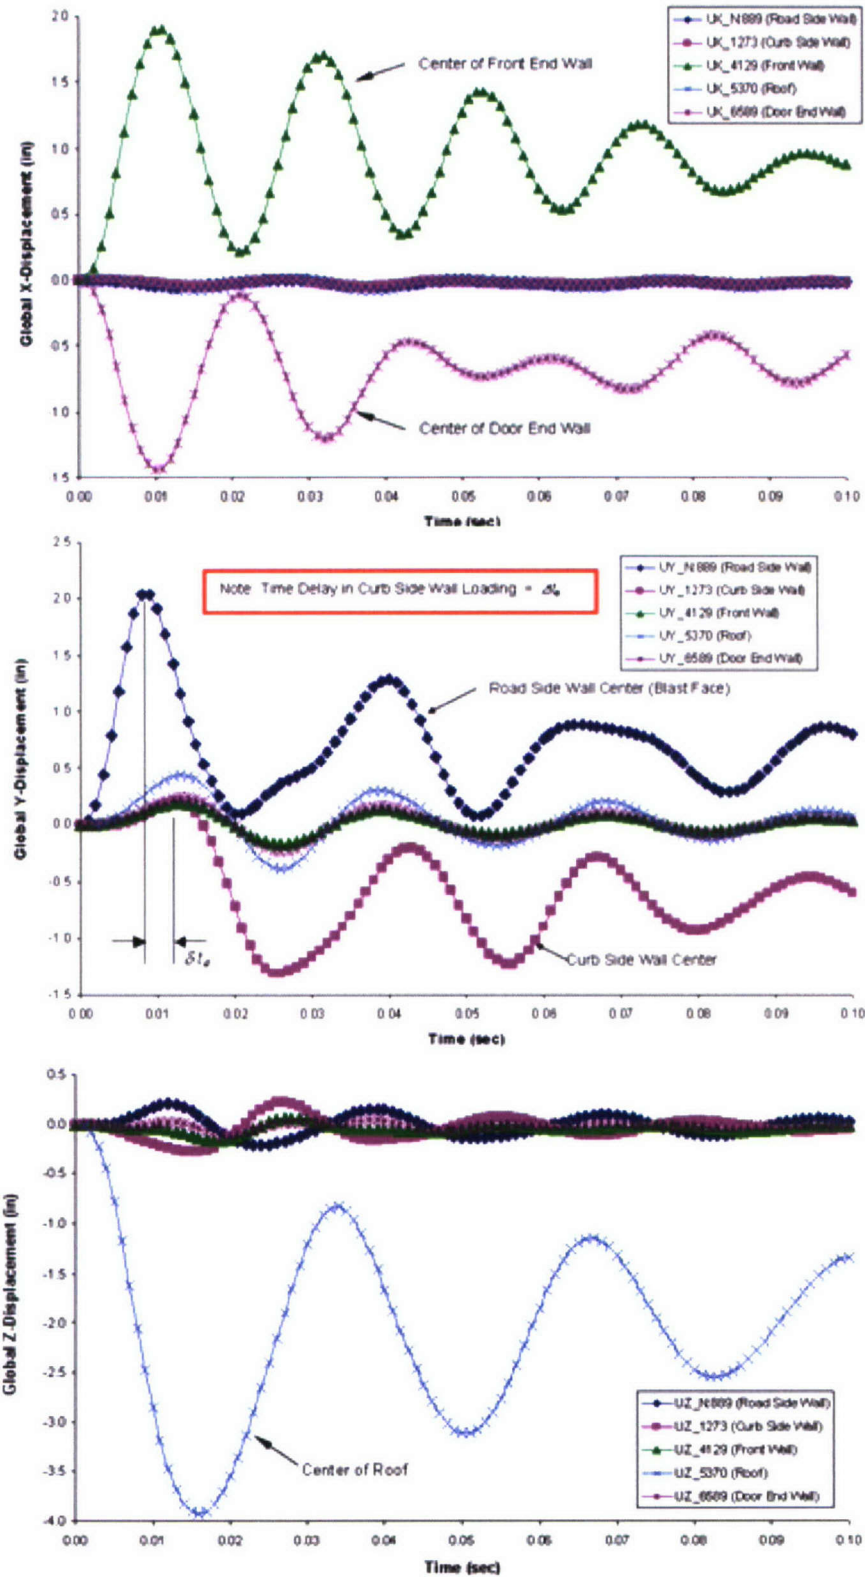 UX_N:889 (Road Side Wall)
UX_1273 (Curb Side Wall)
UX_4129 (Front Wall)
UX_5370 (Roof)
UX_6589 (Door End Wall)
Center of Front End Wall
Center of Door End Wall
Global X-Displacement (in)
2.0
1.5
1.0
0.5
0.0
0.5
1.0
1.5
0.00 0.01 0.02 0.03 0.04 0.05 0.06 0.07 0.08 0.09 0.10
Time (sec)
Note: Time Delay in Curb Side Wall Loading = δtₐ
UY_N:889 (Road Side Wall)
UY_1273 (Curb Side Wall)
UY_4129 (Front Wall)
UY_5370 (Roof)
UY_6589 (Door End Wall)
Road Side Wall Center (Blast Face)
Curb Side Wall Center
δtₐ
Global Y-Displacement (in)
2.5
2.0
1.5
1.0
0.5
0.0
-0.5
-1.0
-1.5
0.00 0.01 0.02 0.03 0.04 0.05 0.06 0.07 0.08 0.09 0.10
Time (sec)
Global Z-Displacement (in)
0.5
0.0
-0.5
-1.0
-1.5
-2.0
-2.5
-3.0
-3.5
-4.0
Center of Roof
UZ_N:889 (Road Side Wall)
UZ_1273 (Curb Side Wall)
UZ_4129 (Front Wall)
UZ_5370 (Roof)
UZ_6589 (Door End Wall)
0.00 0.01 0.02 0.03 0.04 0.05 0.06 0.07 0.08 0.09 0.10
Time (sec)